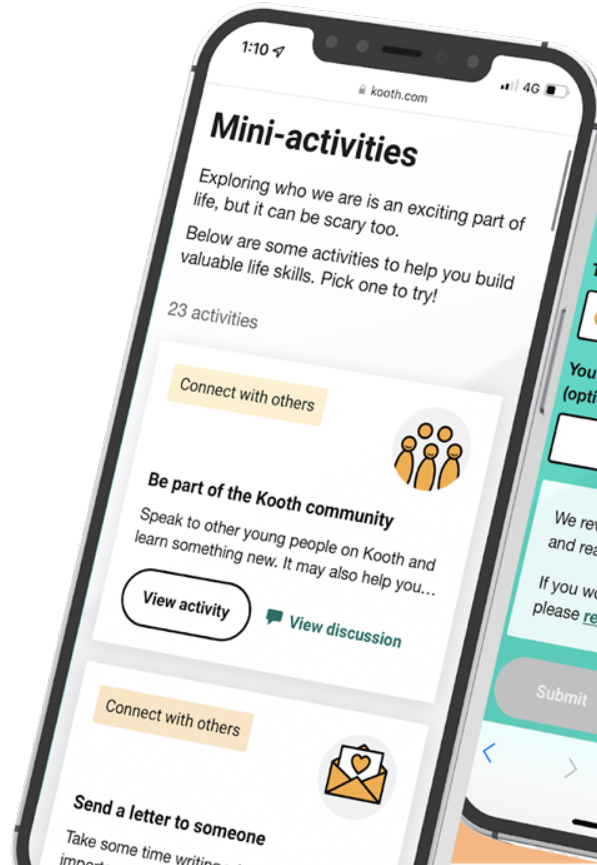 1:10
4G
kooth.com
Mini-activities
Exploring who we are is an exciting part of
life, but it can be scary too.
Below are some activities to help you build
valuable life skills. Pick one to try!
23 activities
Connect with others
Be part of the Kooth community
Speak to other young people on Kooth and
learn something new. It may also help you...
View activity
View discussion
Connect with others
Send a letter to someone
Take some time writing
You
(opti
We rev
and rea
If you wo
please re
Submit